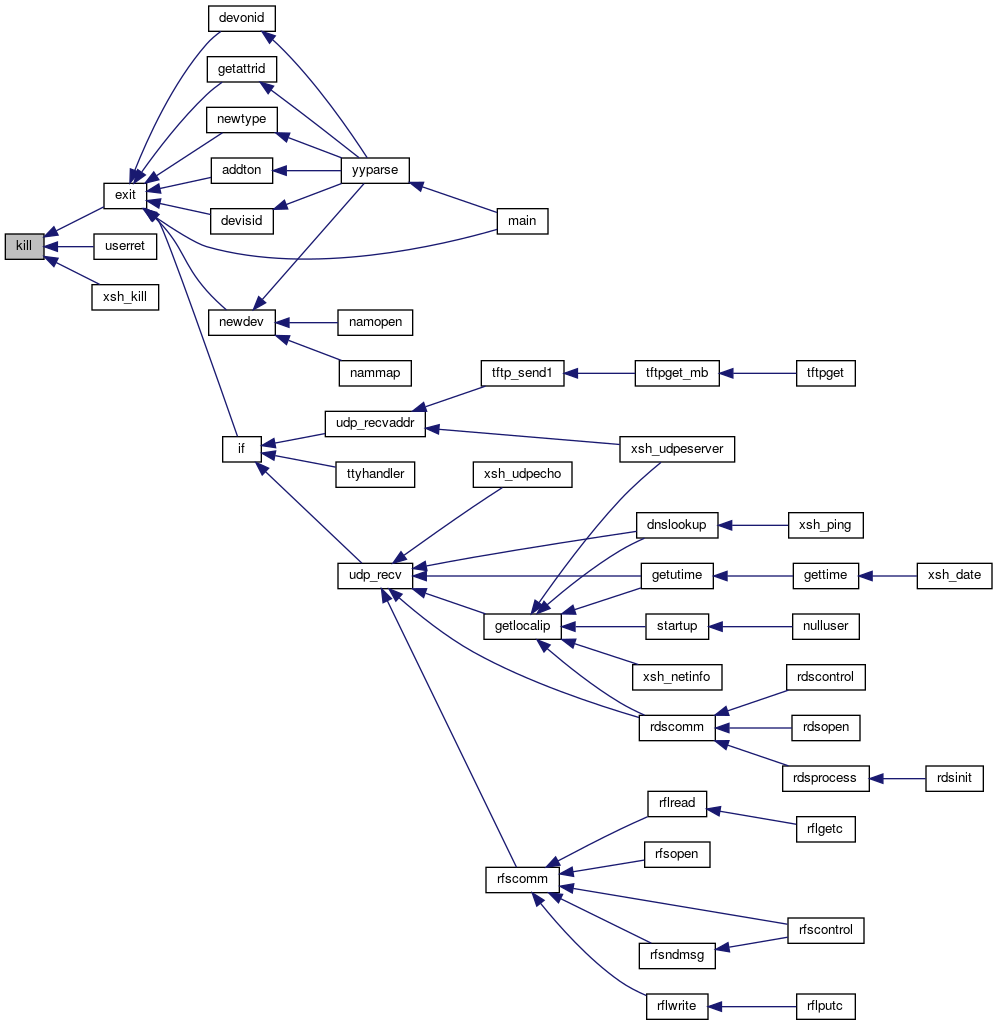 devonid
getattrid
newtype
addton
yyparse
exit
devisid
main
kill
userret
xsh_kill
newdev
namopen
nammap
tftp_send1
tftpget_mb
tftpget
udp_recvaddr
if
xsh_udpeserver
ttyhandler
xsh_udpecho
dnslookup
xsh_ping
udp_recv
getutime
gettime
xsh_date
getlocalip
startup
nulluser
xsh_netinfo
rdscontrol
rdscomm
rdsopen
rdsprocess
rdsinit
rflread
rflgetc
rfsopen
rfscomm
rfscontrol
rfsndmsg
rflwrite
rflputc